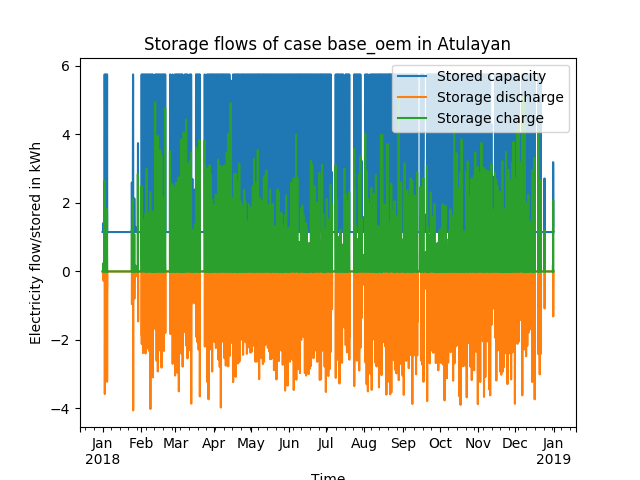 Storage flows of case base_oem in Atulayan
Stored capacity
Storage discharge
Storage charge
Electricity flow/stored in kWh
6
4
2
0
−2
−4
Jan Feb Mar Apr May Jun Jul Aug Sep Oct Nov Dec Jan
2018 2019
Time